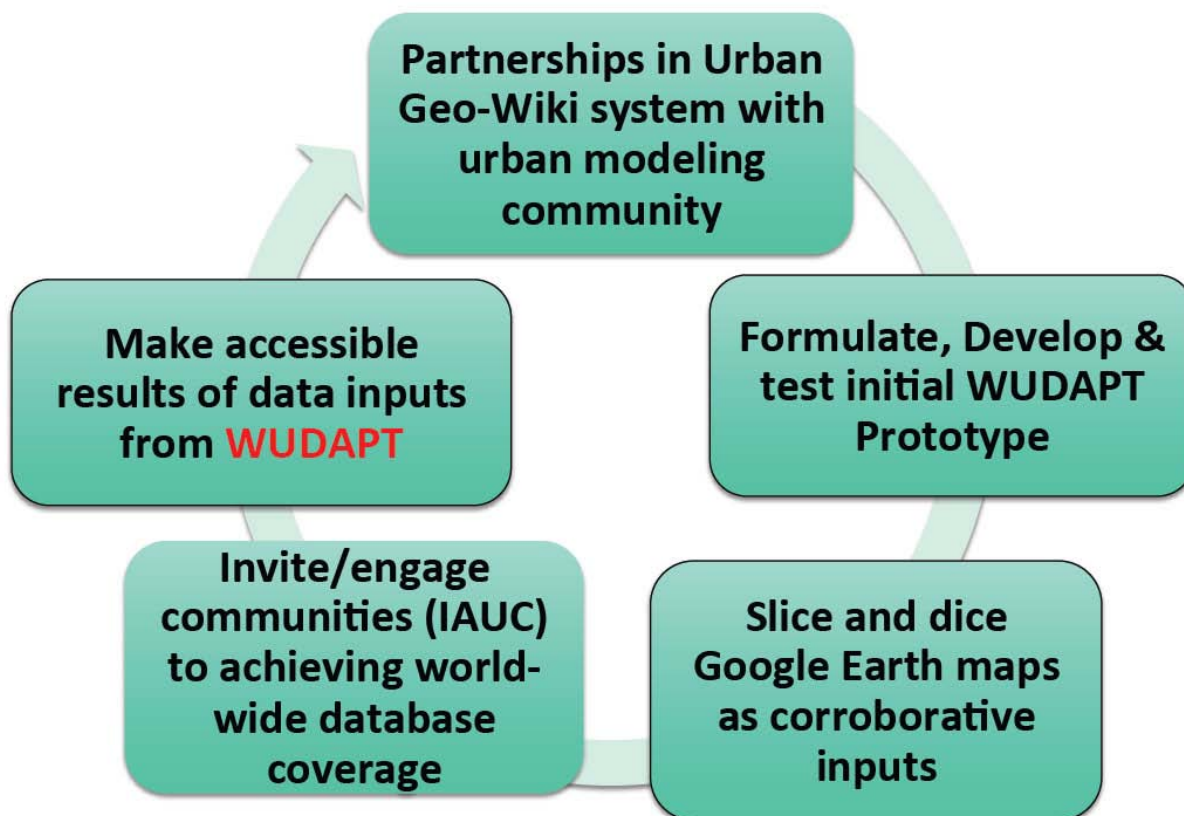 Partnerships in Urban
Geo-Wiki system with
urban modeling
community
Formulate, Develop &
test initial WUDAPT
Prototype
Slice and dice
Google Earth maps
as corroborative
inputs
Invite/engage
communities (IAUC)
to achieving world-
wide database
coverage
Make accessible
results of data inputs
from WUDAPT